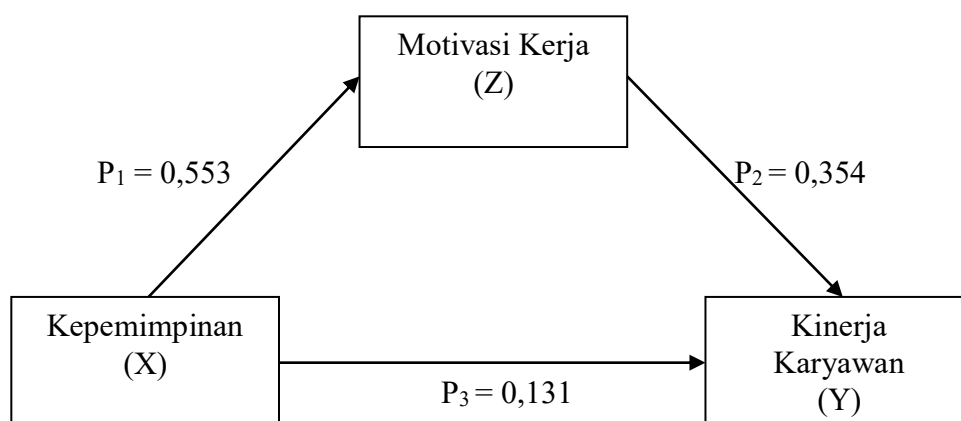 Motivasi Kerja
(Z)
P₁ = 0,553
P₂ = 0,354
Kepemimpinan
(X)
P₃ = 0,131
Kinerja
Karyawan
(Y)